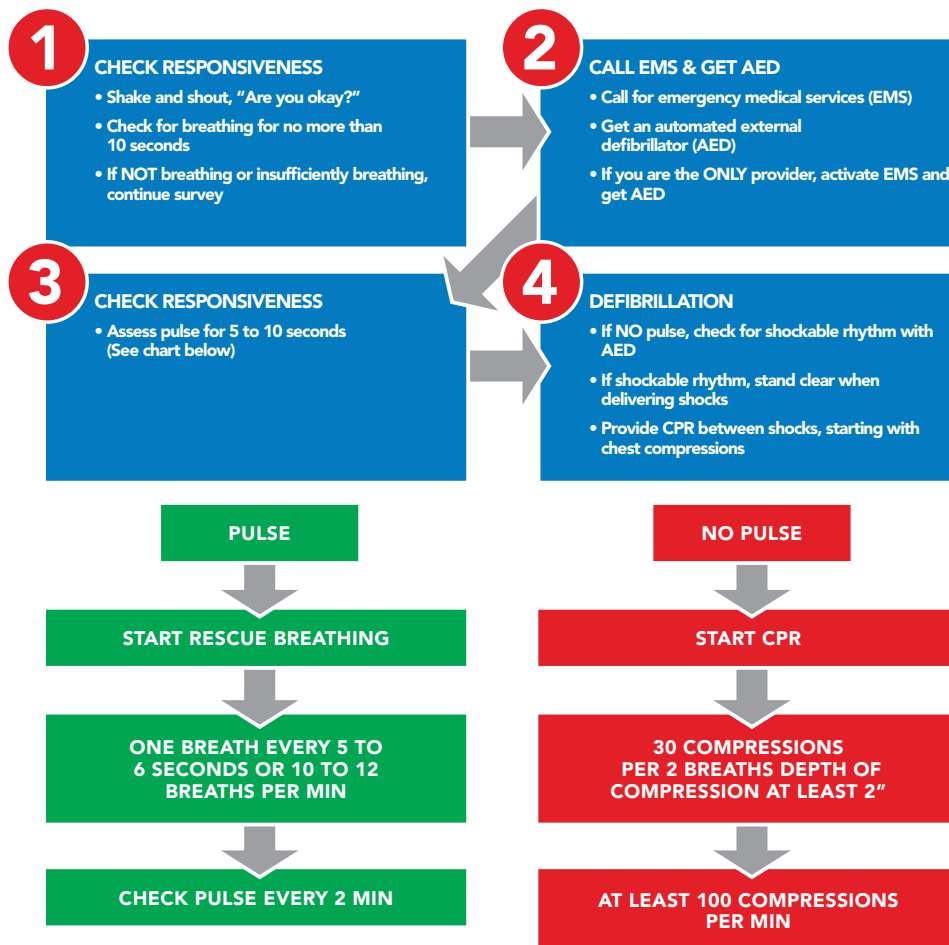 1
CHECK RESPONSIVENESS
• Shake and shout, “Are you okay?”
• Check for breathing for no more than
10 seconds
• If NOT breathing or insufficiently breathing,
continue survey
2
CALL EMS & GET AED
• Call for emergency medical services (EMS)
• Get an automated external
defibrillator (AED)
• If you are the ONLY provider, activate EMS and
get AED
3
CHECK RESPONSIVENESS
• Assess pulse for 5 to 10 seconds
(See chart below)
4
DEFIBRILLATION
• If NO pulse, check for shockable rhythm with
AED
• If shockable rhythm, stand clear when
delivering shocks
• Provide CPR between shocks, starting with
chest compressions
PULSE
START RESCUE BREATHING
ONE BREATH EVERY 5 TO
6 SECONDS OR 10 TO 12
BREATHS PER MIN
CHECK PULSE EVERY 2 MIN
NO PULSE
START CPR
30 COMPRESSIONS
PER 2 BREATHS DEPTH OF
COMPRESSION AT LEAST 2”
AT LEAST 100 COMPRESSIONS
PER MIN